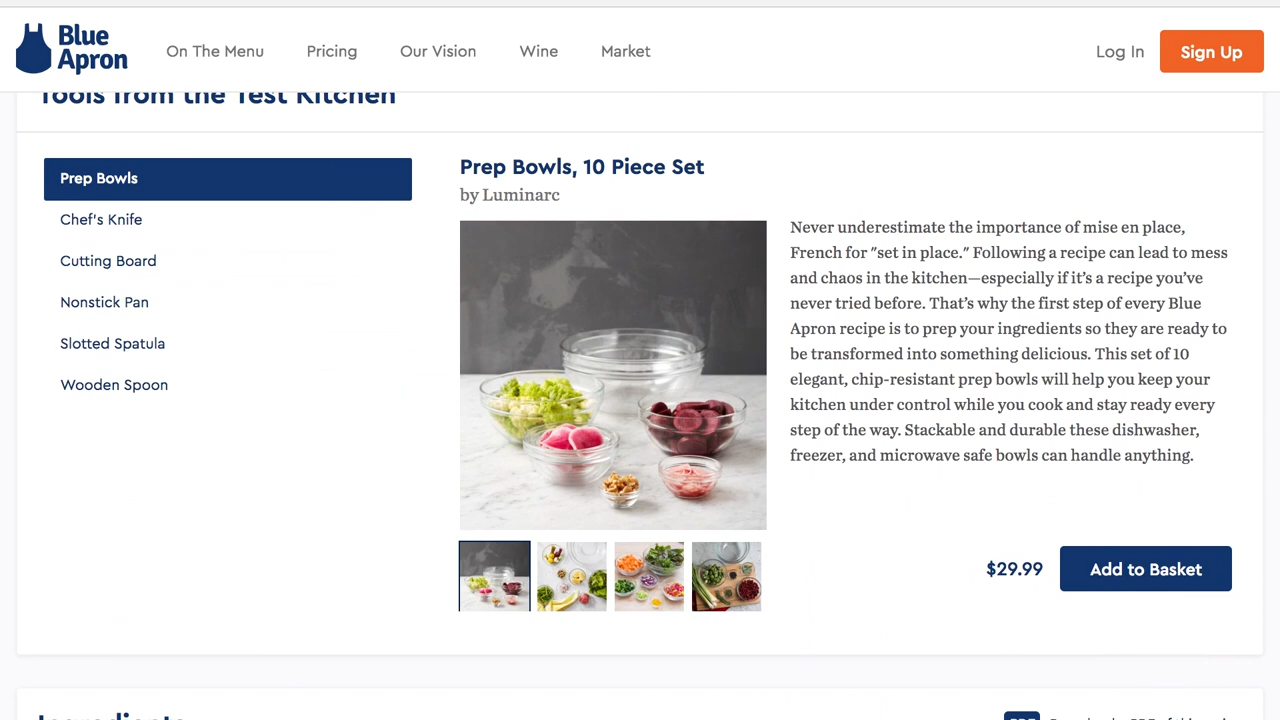 Blue
Apron
On The Menu
Pricing
Our Vision
Wine
Market
Log In
Sign Up
Tools from the Test Kitchen
Prep Bowls
Chef's Knife
Cutting Board
Nonstick Pan
Slotted Spatula
Wooden Spoon
Prep Bowls, 10 Piece Set
by Luminarc
Never underestimate the importance of mise en place,
French for "set in place." Following a recipe can lead to mess
and chaos in the kitchen—especially if it's a recipe you've
never tried before. That's why the first step of every Blue
Apron recipe is to prep your ingredients so they are ready to
be transformed into something delicious. This set of 10
elegant, chip-resistant prep bowls will help you keep your
kitchen under control while you cook and stay ready every
step of the way. Stackable and durable these dishwasher,
freezer, and microwave safe bowls can handle anything.
$29.99
Add to Basket
Ingredients